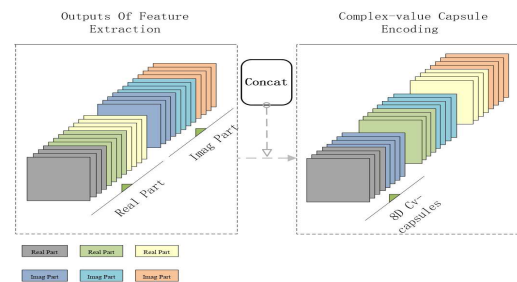 Outputs Of Feature
Extraction
Complex-value Capsule
Encoding
Concat
Real Part
Imag Part
8D Cv-
capsules
Real Part
Real Part
Real Part
Imag Part
Imag Part
Imag Part